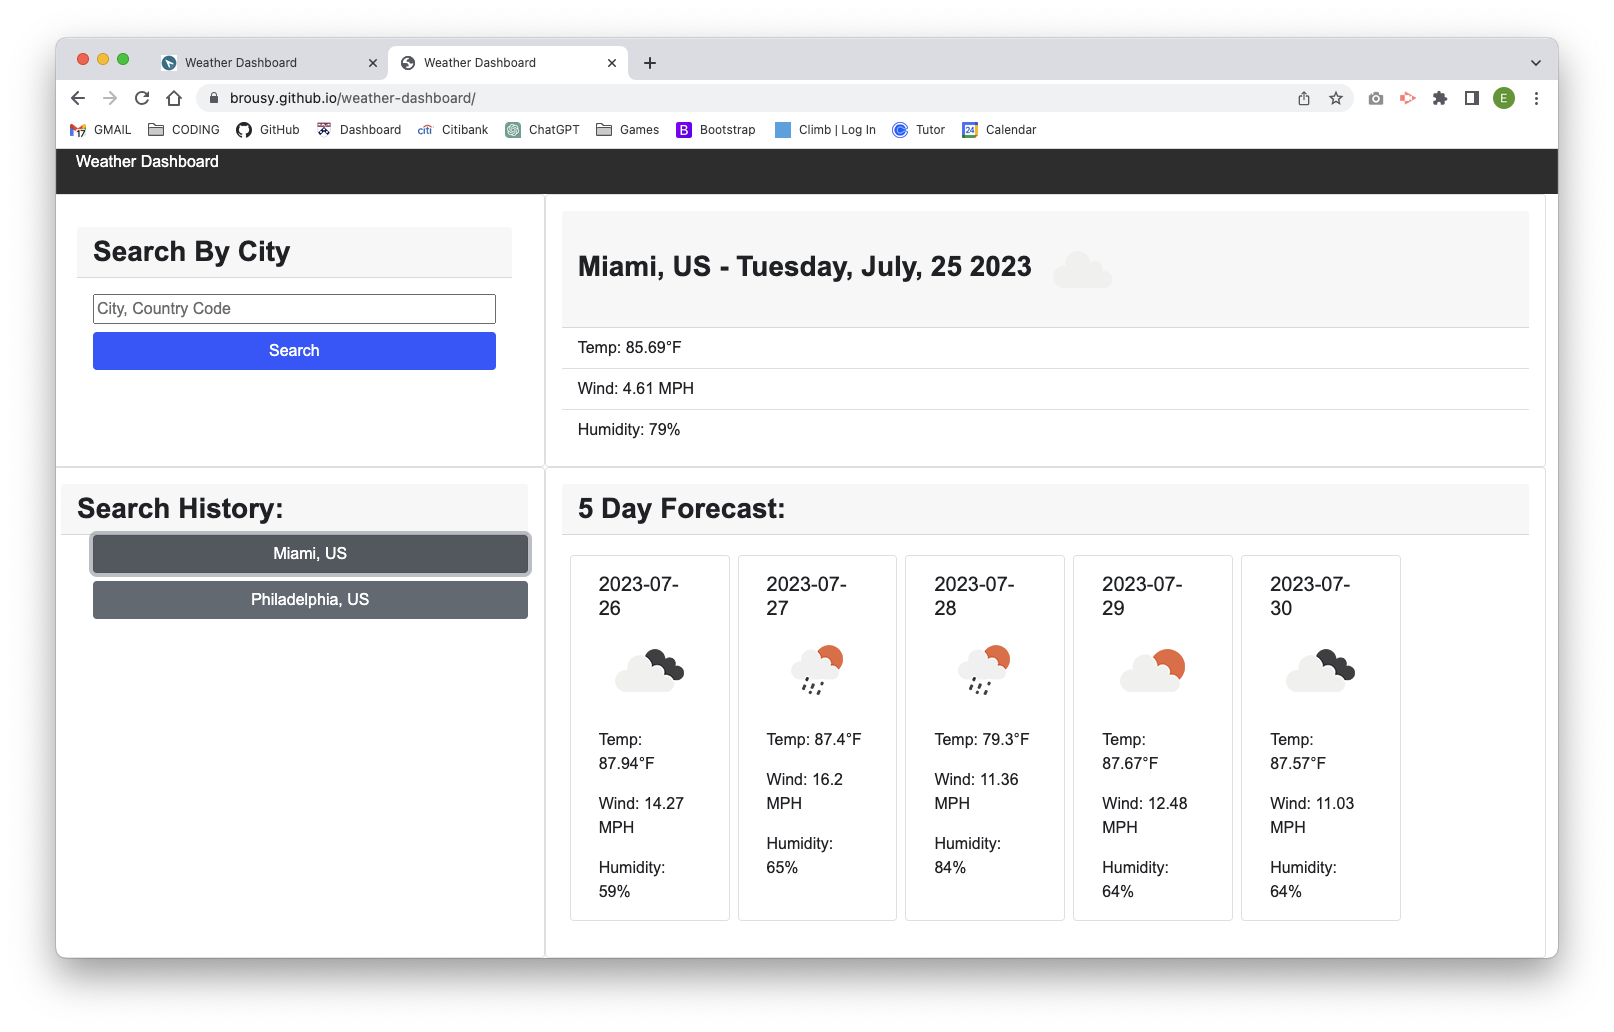 Weather Dashboard
Weather Dashboard
brousy.github.io/weather-dashboard/
E
GMAIL
CODING
GitHub
Dashboard
citi Citibank
ChatGPT
Games
B Bootstrap
Climb | Log In
Tutor
24 Calendar
Weather Dashboard
Search By City
City, Country Code
Search
Miami, US - Tuesday, July, 25 2023
Temp: 85.69°F
Wind: 4.61 MPH
Humidity: 79%
Search History:
Miami, US
Philadelphia, US
5 Day Forecast:
2023-07-
26
Temp:
87.94°F
Wind: 14.27
MPH
Humidity:
59%
2023-07-
27
Temp: 87.4°F
Wind: 16.2
MPH
Humidity:
65%
2023-07-
28
Temp: 79.3°F
Wind: 11.36
MPH
Humidity:
84%
2023-07-
29
Temp:
87.67°F
Wind: 12.48
MPH
Humidity:
64%
2023-07-
30
Temp:
87.57°F
Wind: 11.03
MPH
Humidity:
64%